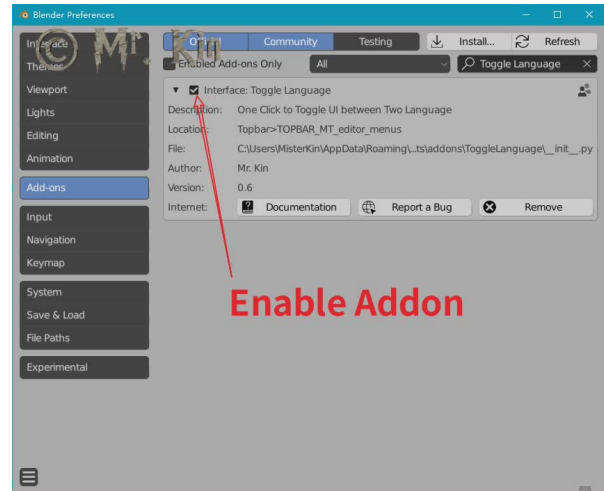 Blender Preferences
© Mr. Kin
Interface
Themes
Viewport
Lights
Editing
Animation
Add-ons
Input
Navigation
Keymap
System
Save & Load
File Paths
Experimental
Official Community Testing Install... Refresh
Enabled Add-ons Only All Toggle Language
Interface: Toggle Language
Description: One Click to Toggle UI between Two Language
Location: Topbar>TOPBAR_MT_editor_menus
File: C:\Users\MisterKin\AppData\Roaming\...ts\addons\ToggleLanguage\__init__.py
Author: Mr. Kin
Version: 0.6
Internet: Documentation Report a Bug Remove
Enable Addon